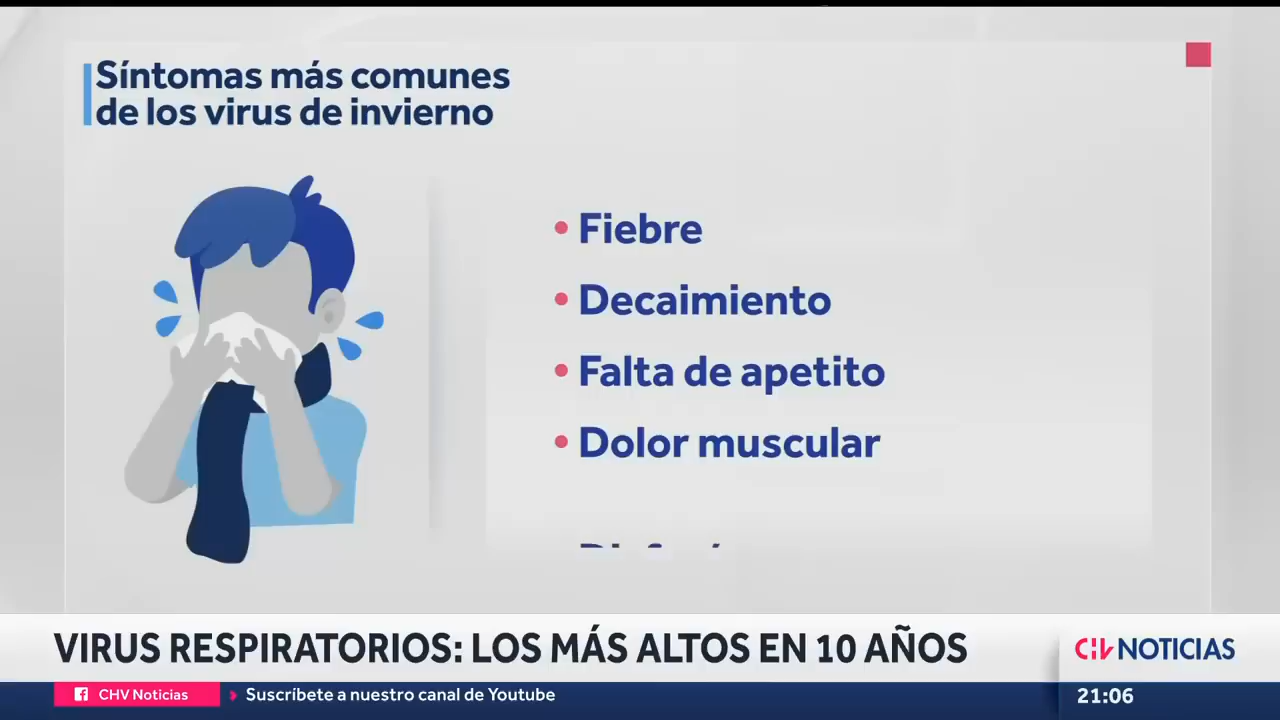 Síntomas más comunes
de los virus de invierno
• Fiebre
• Decaimiento
• Falta de apetito
• Dolor muscular
VIRUS RESPIRATORIOS: LOS MÁS ALTOS EN 10 AÑOS
CHV NOTICIAS
CHV Noticias
Suscríbete a nuestro canal de Youtube
21:06